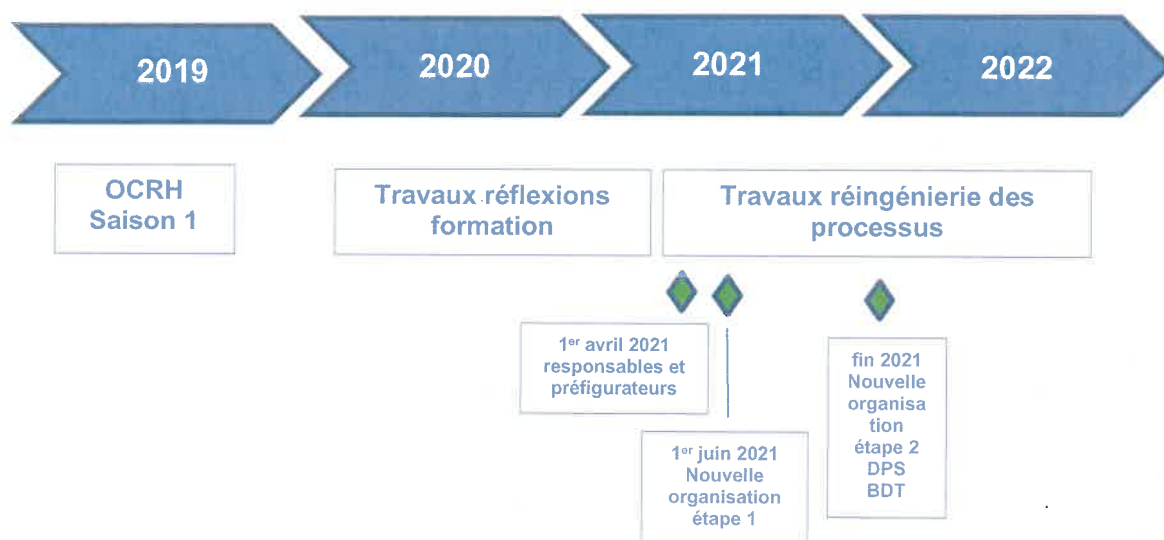 2019
2020
2021
2022
OCRH
Saison 1
Travaux réflexions
formation
Travaux réingénierie des
processus
1er avril 2021
responsables et
préfigurateurs
1er juin 2021
Nouvelle
organisation
étape 1
fin 2021
Nouvelle
organisa
tion
étape 2
DPS
BDT